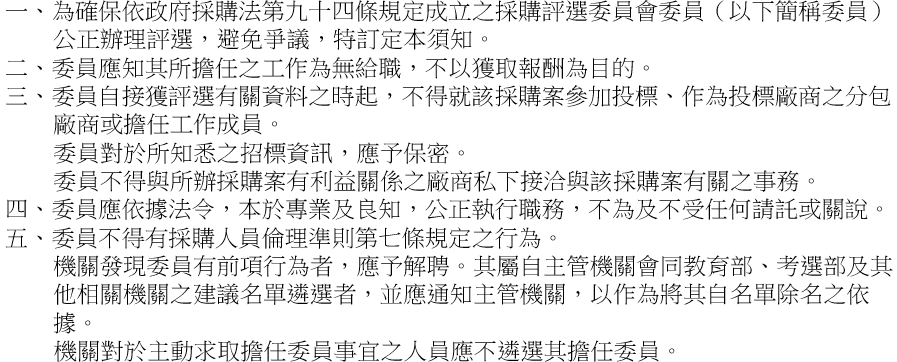 一、為確保依政府採購法第九十四條規定成立之採購評選委員會委員（以下簡稱委員）
公正辦理評選，避免爭議，特訂定本須知。
二、委員應知其所擔任之工作為無給職，不以獲取報酬為目的。
三、委員自接獲評選有關資料之時起，不得就該採購案參加投標、作為投標廠商之分包
廠商或擔任工作成員。
委員對於所知悉之招標資訊，應予保密。
委員不得與所辦採購案有利益關係之廠商私下接洽與該採購案有關之事務。
四、委員應依據法令，本於專業及良知，公正執行職務，不為及不受任何請託或關說。
五、委員不得有採購人員倫理準則第七條規定之行為。
機關發現委員有前項行為者，應予解聘。其屬自主管機關會同教育部、考選部及其
他相關機關之建議名單遴選者，並應通知主管機關，以作為將其自名單除名之依
據。
機關對於主動求取擔任委員事宜之人員應不遴選其擔任委員。